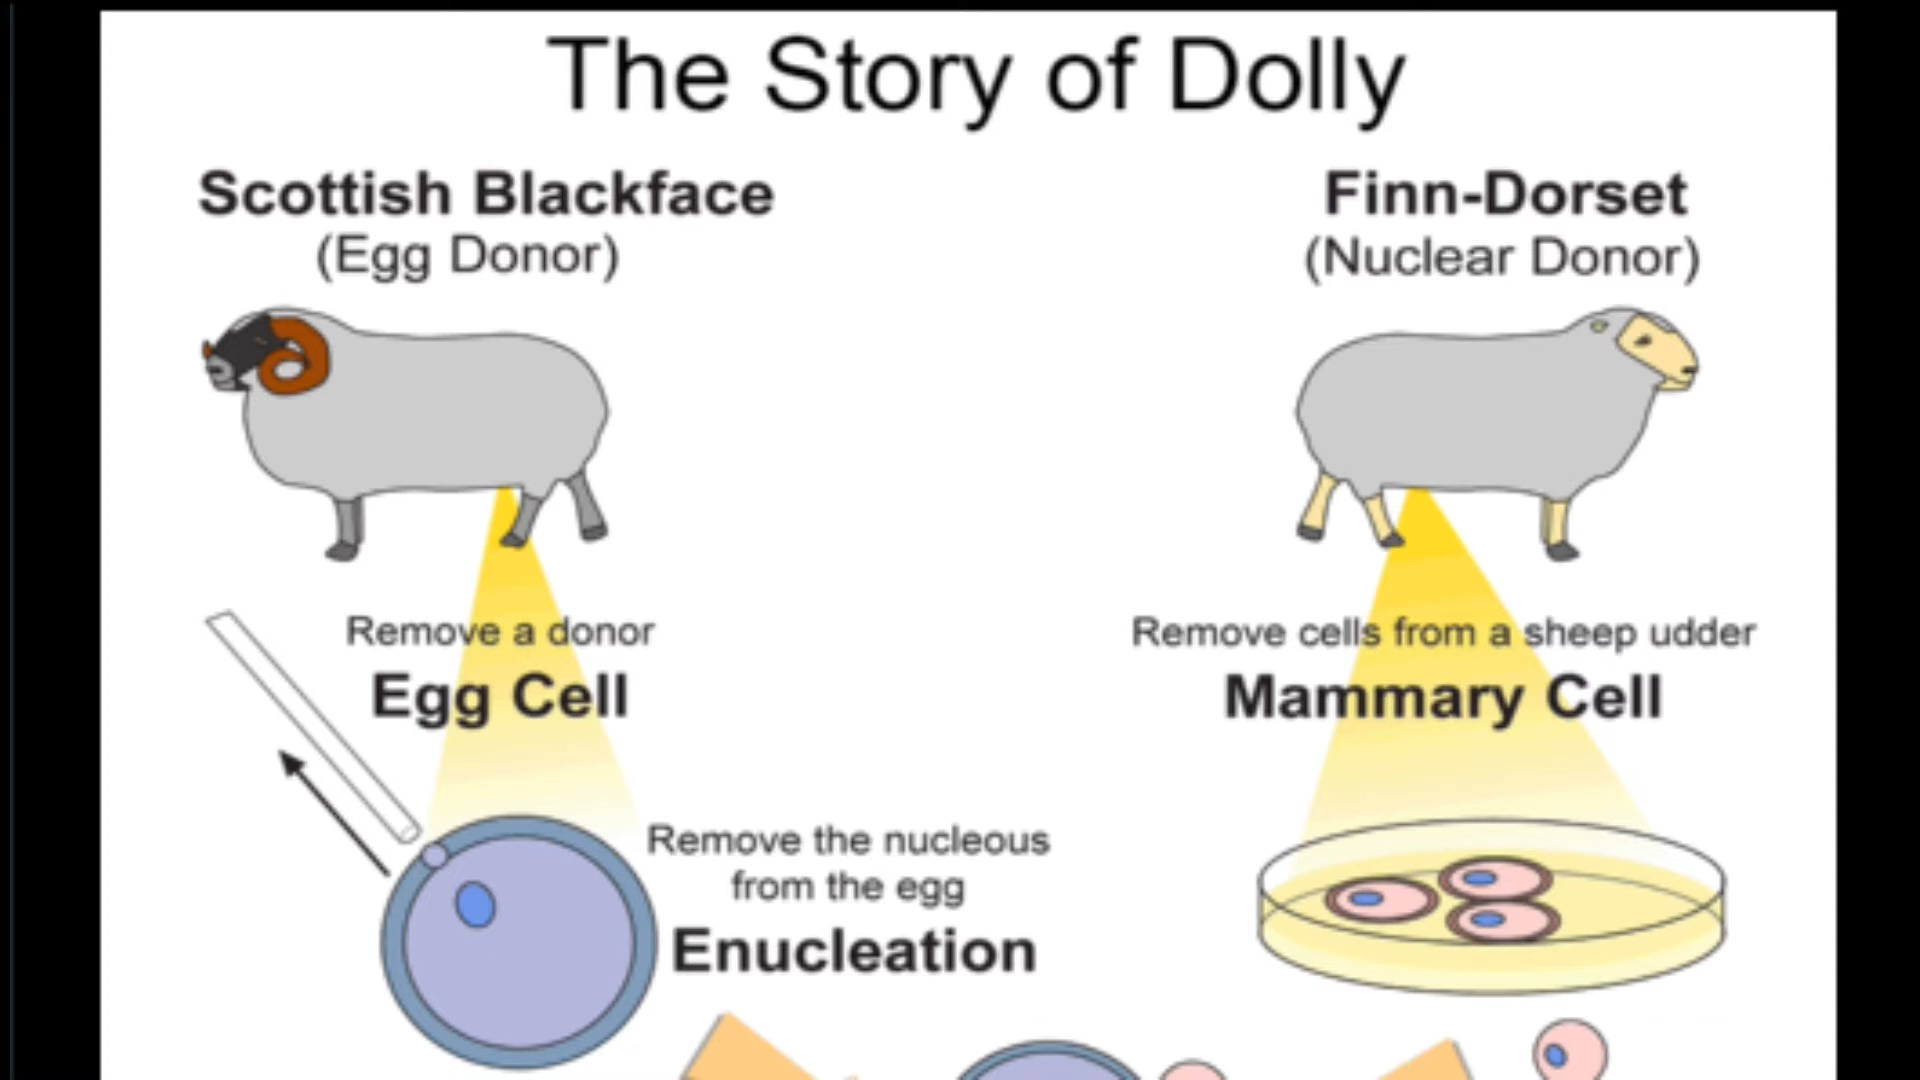 The Story of Dolly
Scottish Blackface
(Egg Donor)
Finn-Dorset
(Nuclear Donor)
Remove a donor
Egg Cell
Remove cells from a sheep udder
Mammary Cell
Remove the nucleous
from the egg
Enucleation